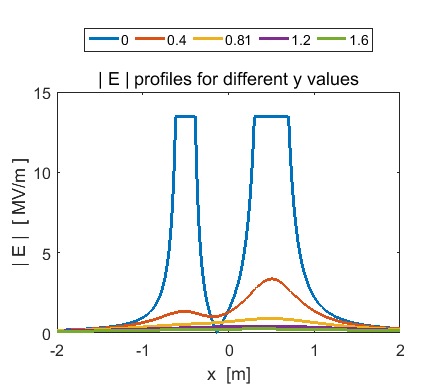 0 0.4 0.81 1.2 1.6
| E | profiles for different y values
15
10
5
0
| E | [ MV/m ]
-2 -1 0 1 2
x [m]